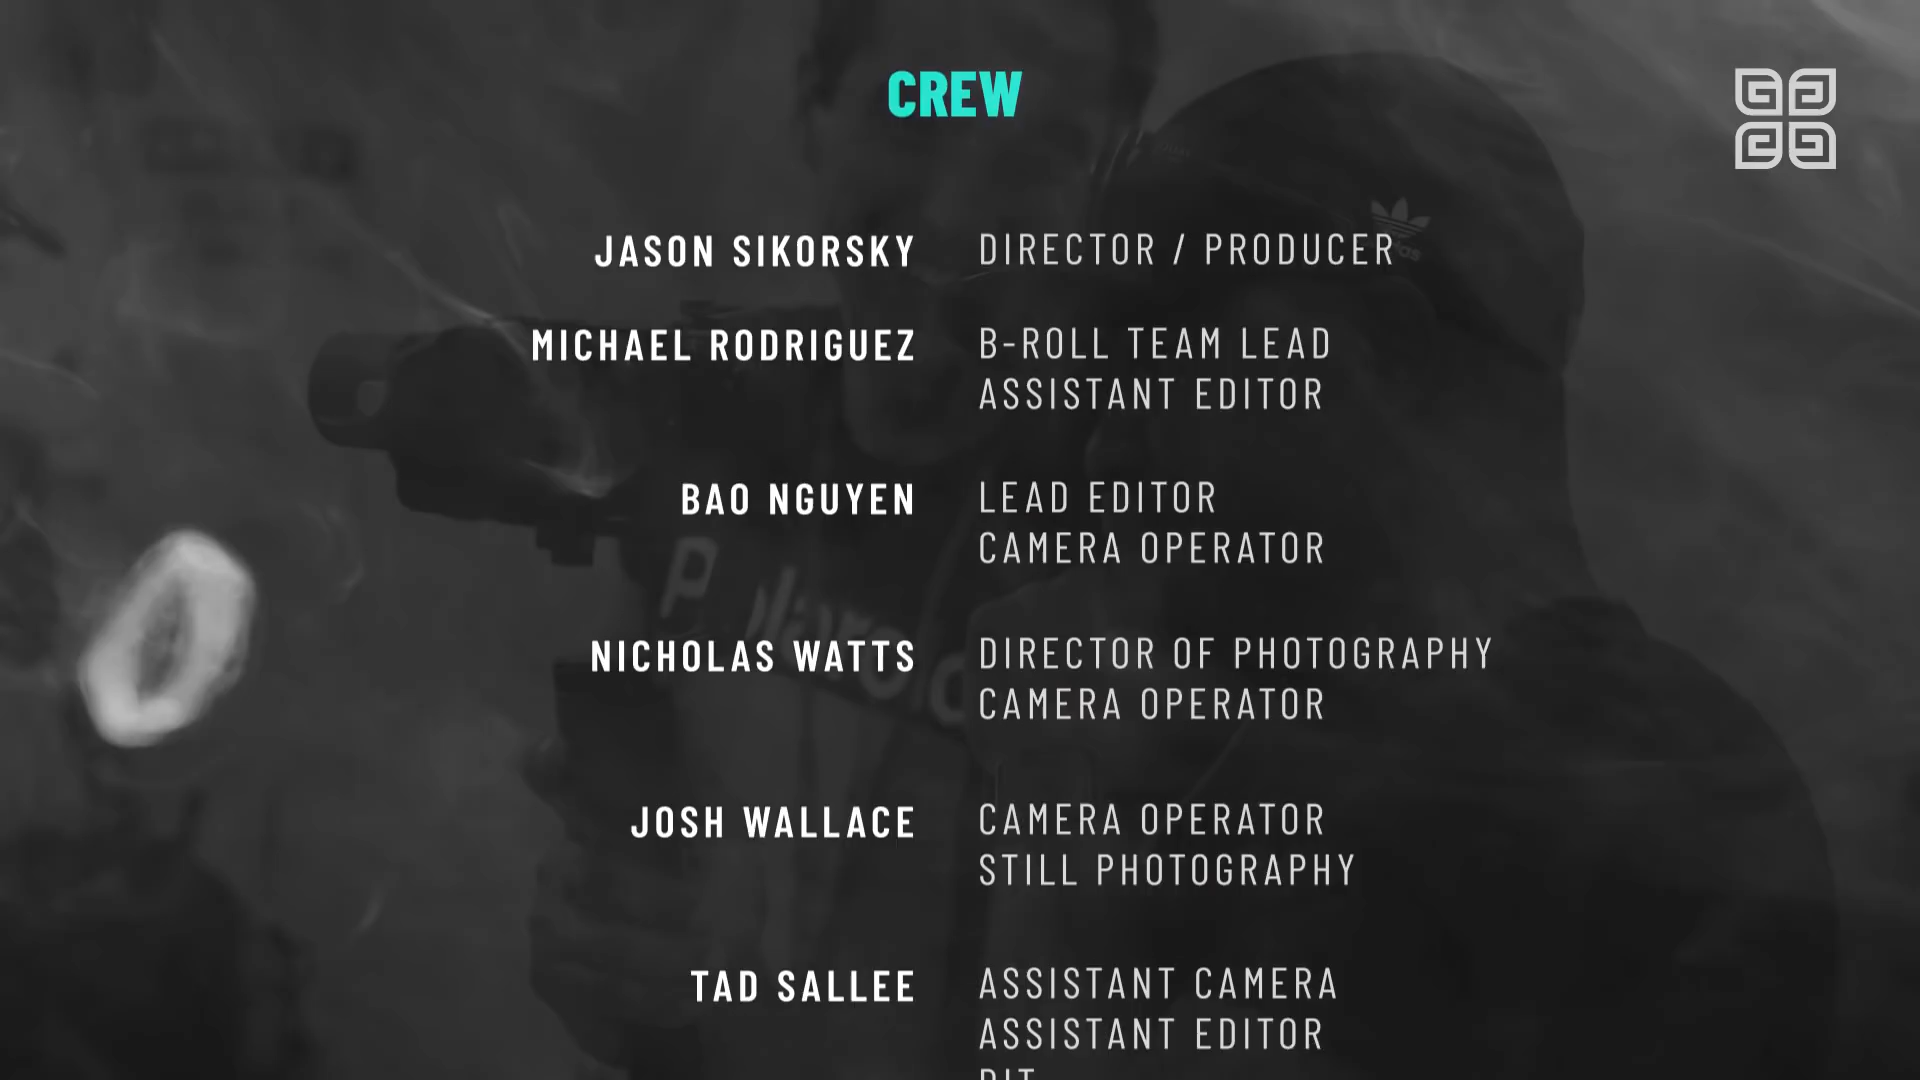 CREW
JASON SIKORSKY DIRECTOR / PRODUCER
MICHAEL RODRIGUEZ B-ROLL TEAM LEAD
ASSISTANT EDITOR
BAO NGUYEN LEAD EDITOR
CAMERA OPERATOR
NICHOLAS WATTS DIRECTOR OF PHOTOGRAPHY
CAMERA OPERATOR
JOSH WALLACE CAMERA OPERATOR
STILL PHOTOGRAPHY
TAD SALLEE ASSISTANT CAMERA
ASSISTANT EDITOR